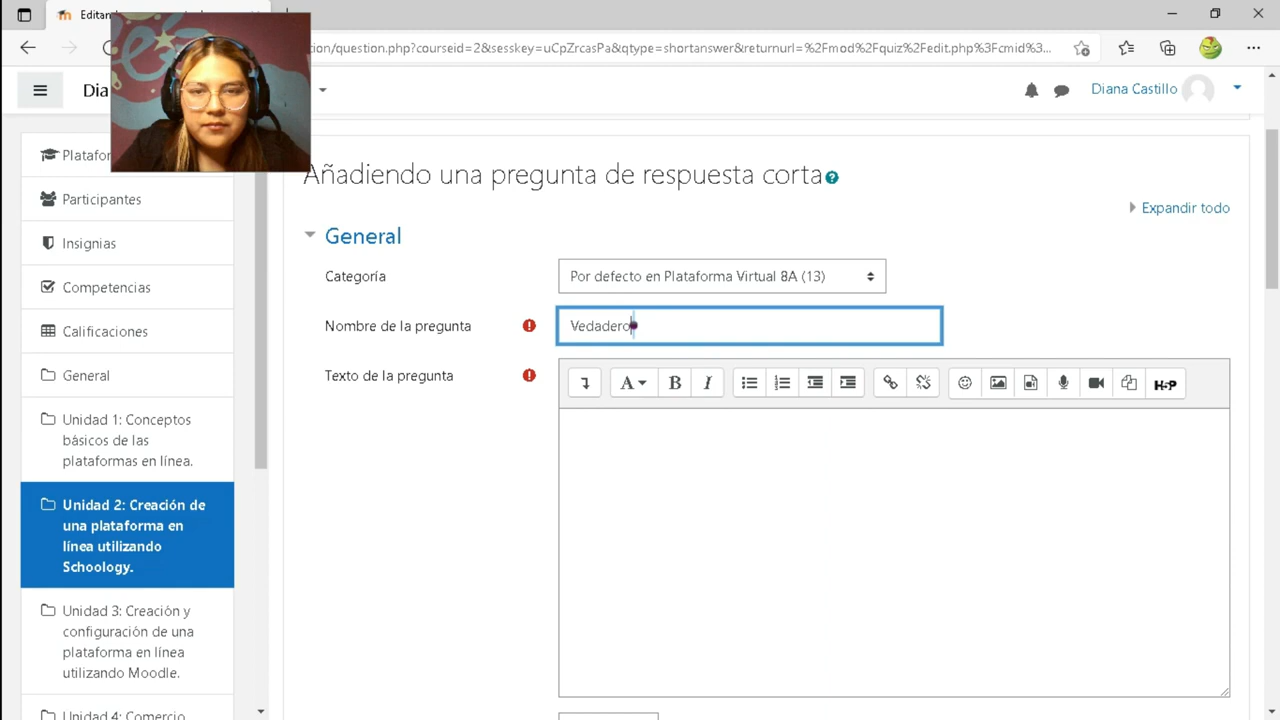 Editan
tion/question.php?courseid=2&sesskey=uCpZrcasPa&qtype=shortanswer&returnurl=%2Fmod%2Fquiz%2Fedit.php%3Fcmid%3...
Dia
Diana Castillo
Platafor
Participantes
Insignias
Competencias
Calificaciones
General
Unidad 1: Conceptos
básicos de las
plataformas en línea.
Unidad 2: Creación de
una plataforma en
línea utilizando
Schoology.
Unidad 3: Creación y
configuración de una
plataforma en línea
utilizando Moodle.
Unidad 4: Comercio
Añadiendo una pregunta de respuesta corta
Expandir todo
General
Categoría
Por defecto en Plataforma Virtual 8A (13)
Nombre de la pregunta
Vedadero
Texto de la pregunta
A
B
I
H5P